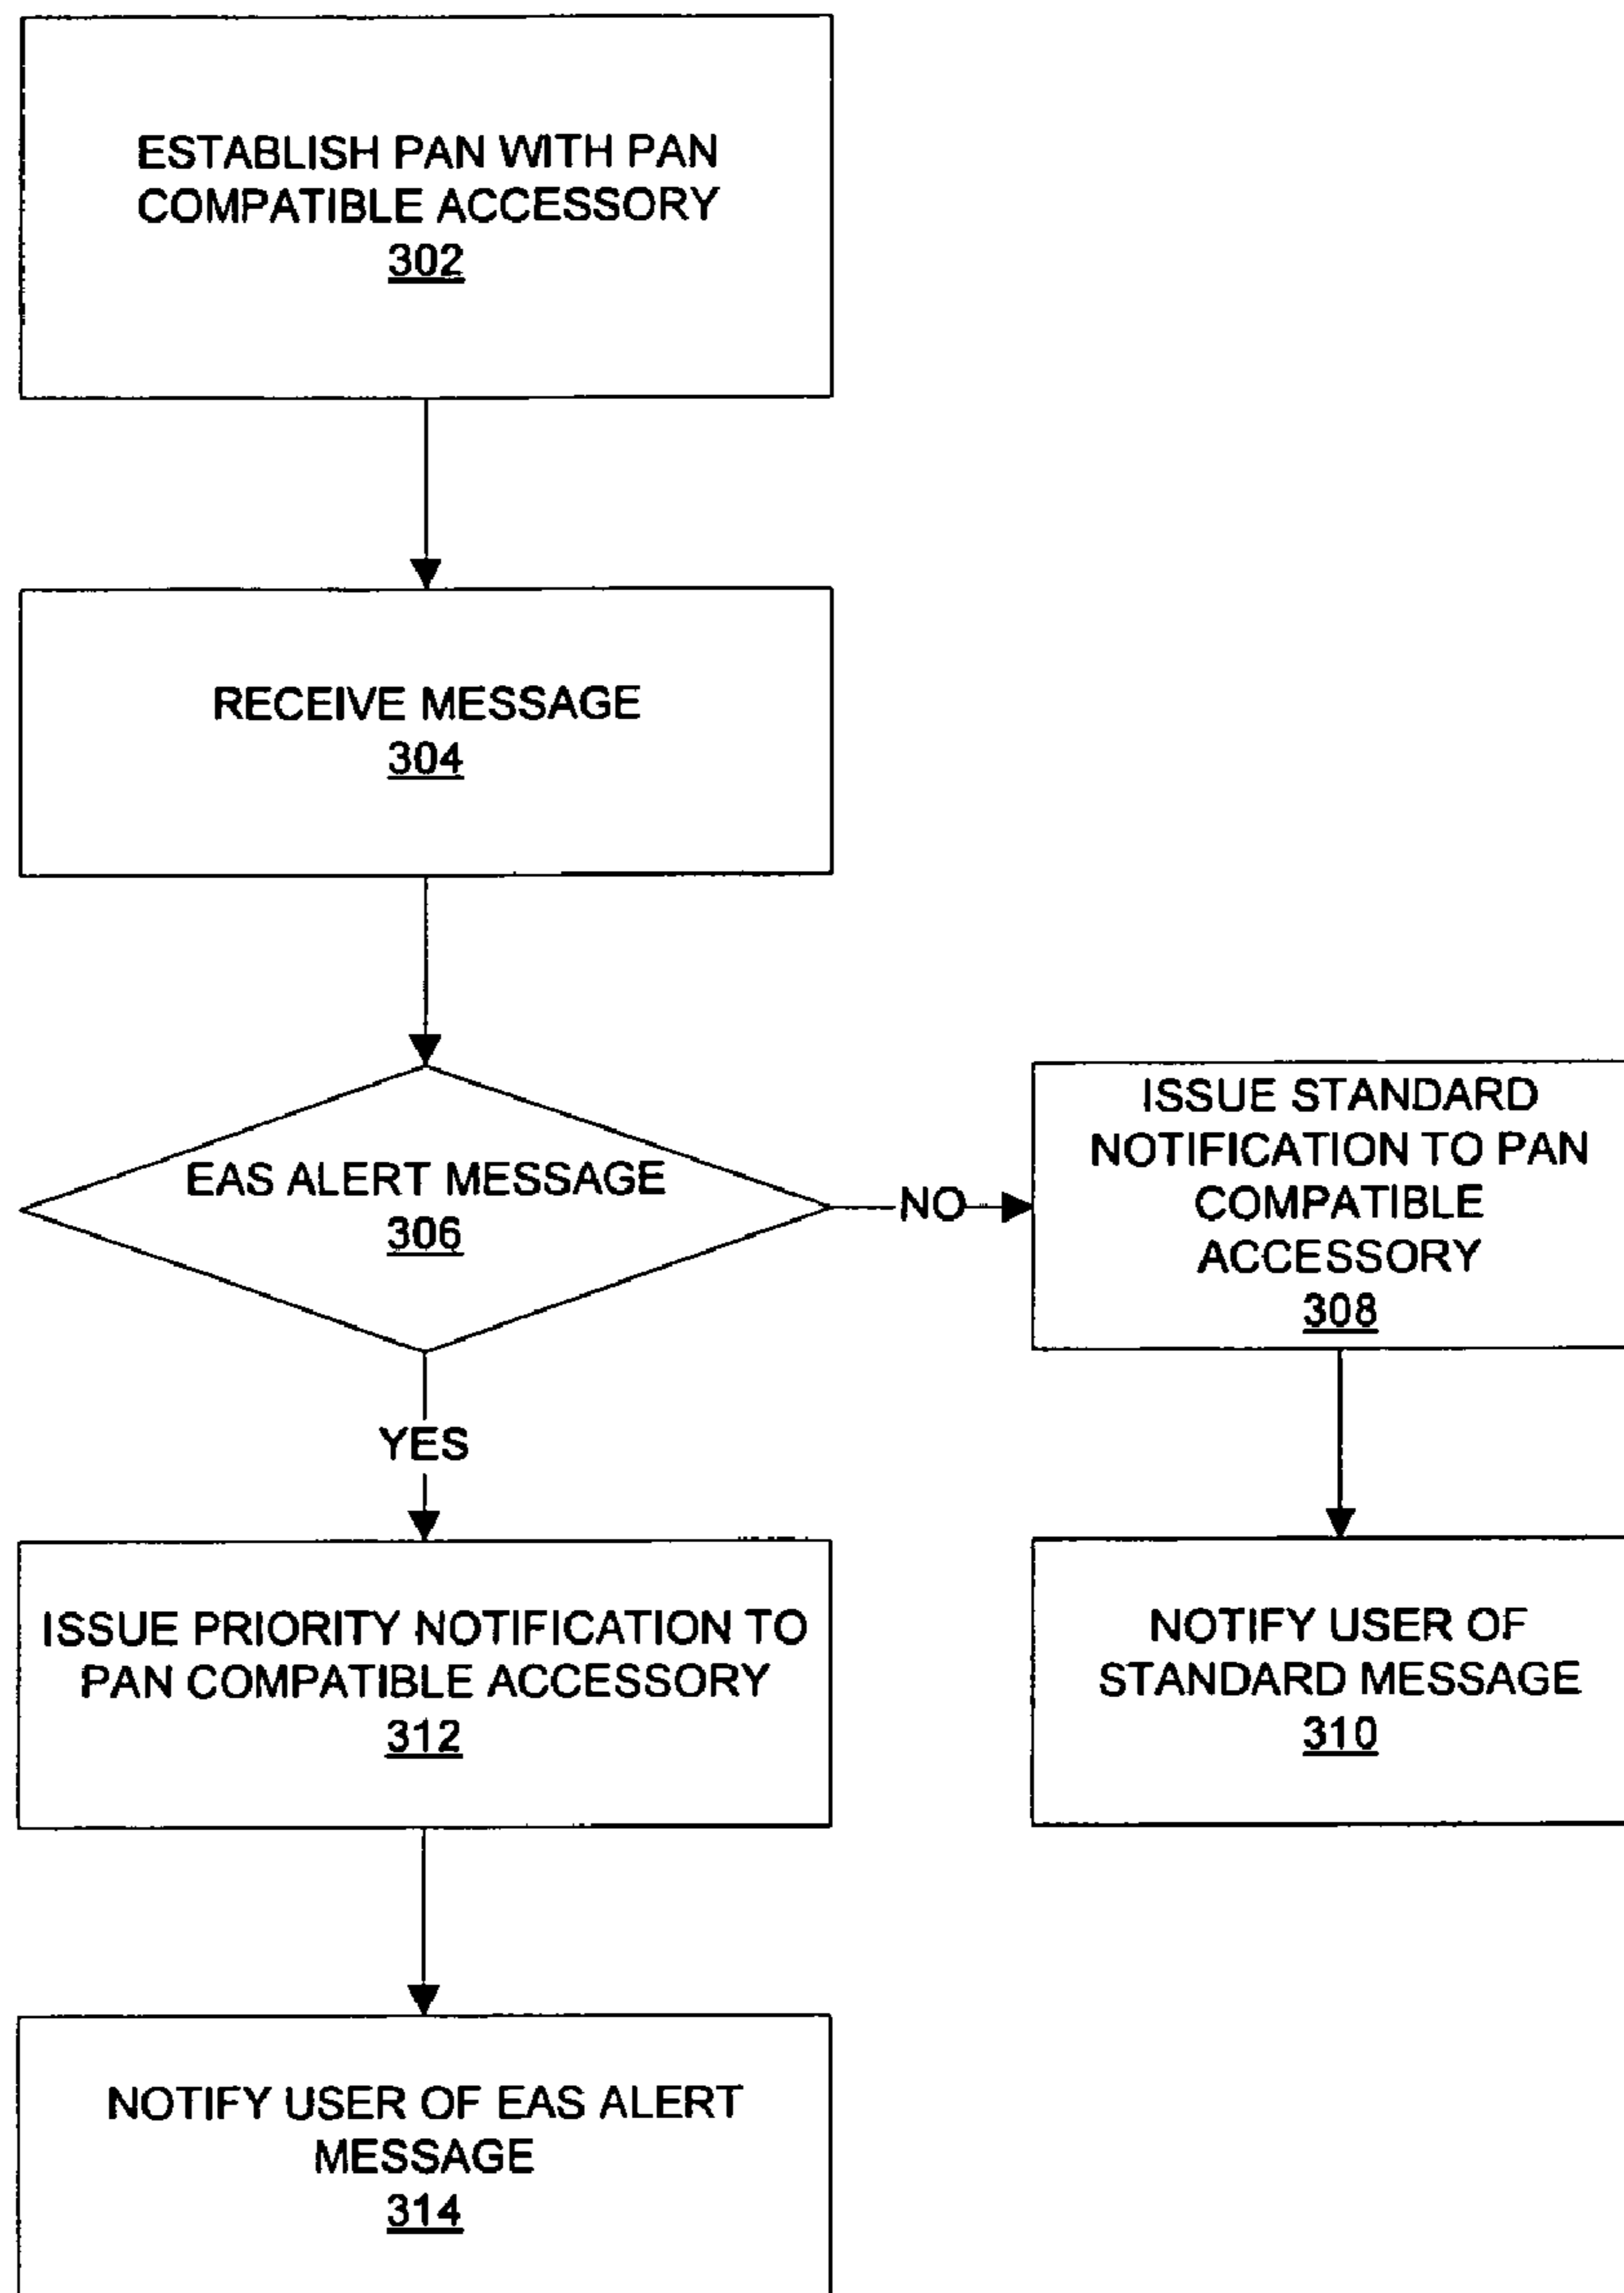 ESTABLISH PAN WITH PAN
COMPATIBLE ACCESSORY
302
RECEIVE MESSAGE
304
EAS ALERT MESSAGE
306
NO
ISSUE STANDARD
NOTIFICATION TO PAN
COMPATIBLE
ACCESSORY
308
YES
ISSUE PRIORITY NOTIFICATION TO
PAN COMPATIBLE ACCESSORY
312
NOTIFY USER OF
STANDARD MESSAGE
310
NOTIFY USER OF EAS ALERT
MESSAGE
314